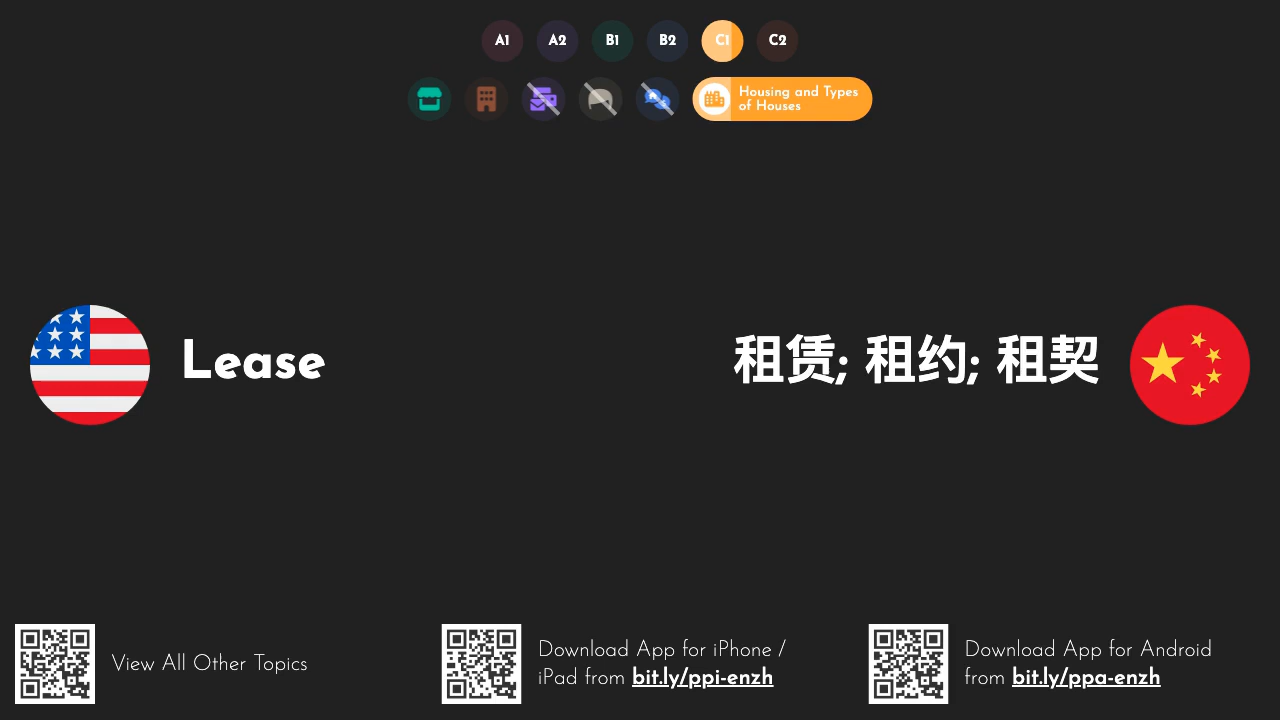 A1 A2 B1 B2 C1 C2
Housing and Types
of Houses
Lease
租赁; 租约; 租契
View All Other Topics
Download App for iPhone /
iPad from bit.ly/ppi-enzh
Download App for Android
from bit.ly/ppa-enzh